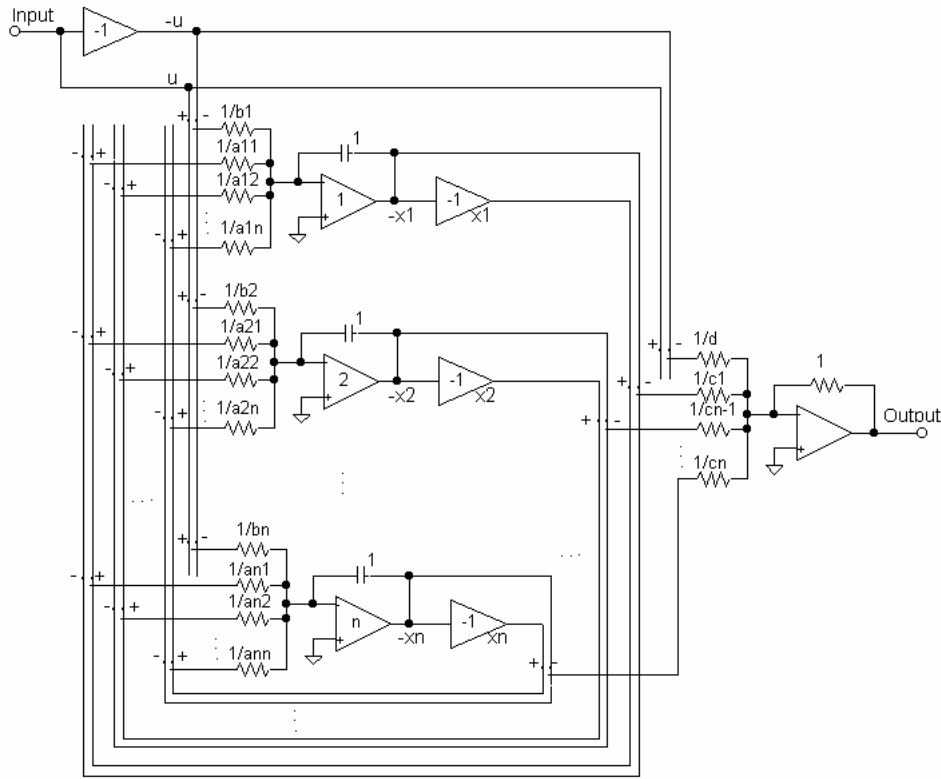 Input
-1
-u
u
+ -
1/b1
- +
1/a11
- +
1/a12
- +
1/a1n
1
1
-x1
-1
x1
+ -
1/b2
- +
1/a21
- +
1/a22
- +
1/a2n
1
2
-x2
-1
x2
+ -
1/d
+ -
1/c1
+ -
1/cn-1
1/cn
1
Output
+ -
1/bn
- +
1/an1
- +
1/an2
- +
1/ann
1
n
-xn
-1
xn
+ -